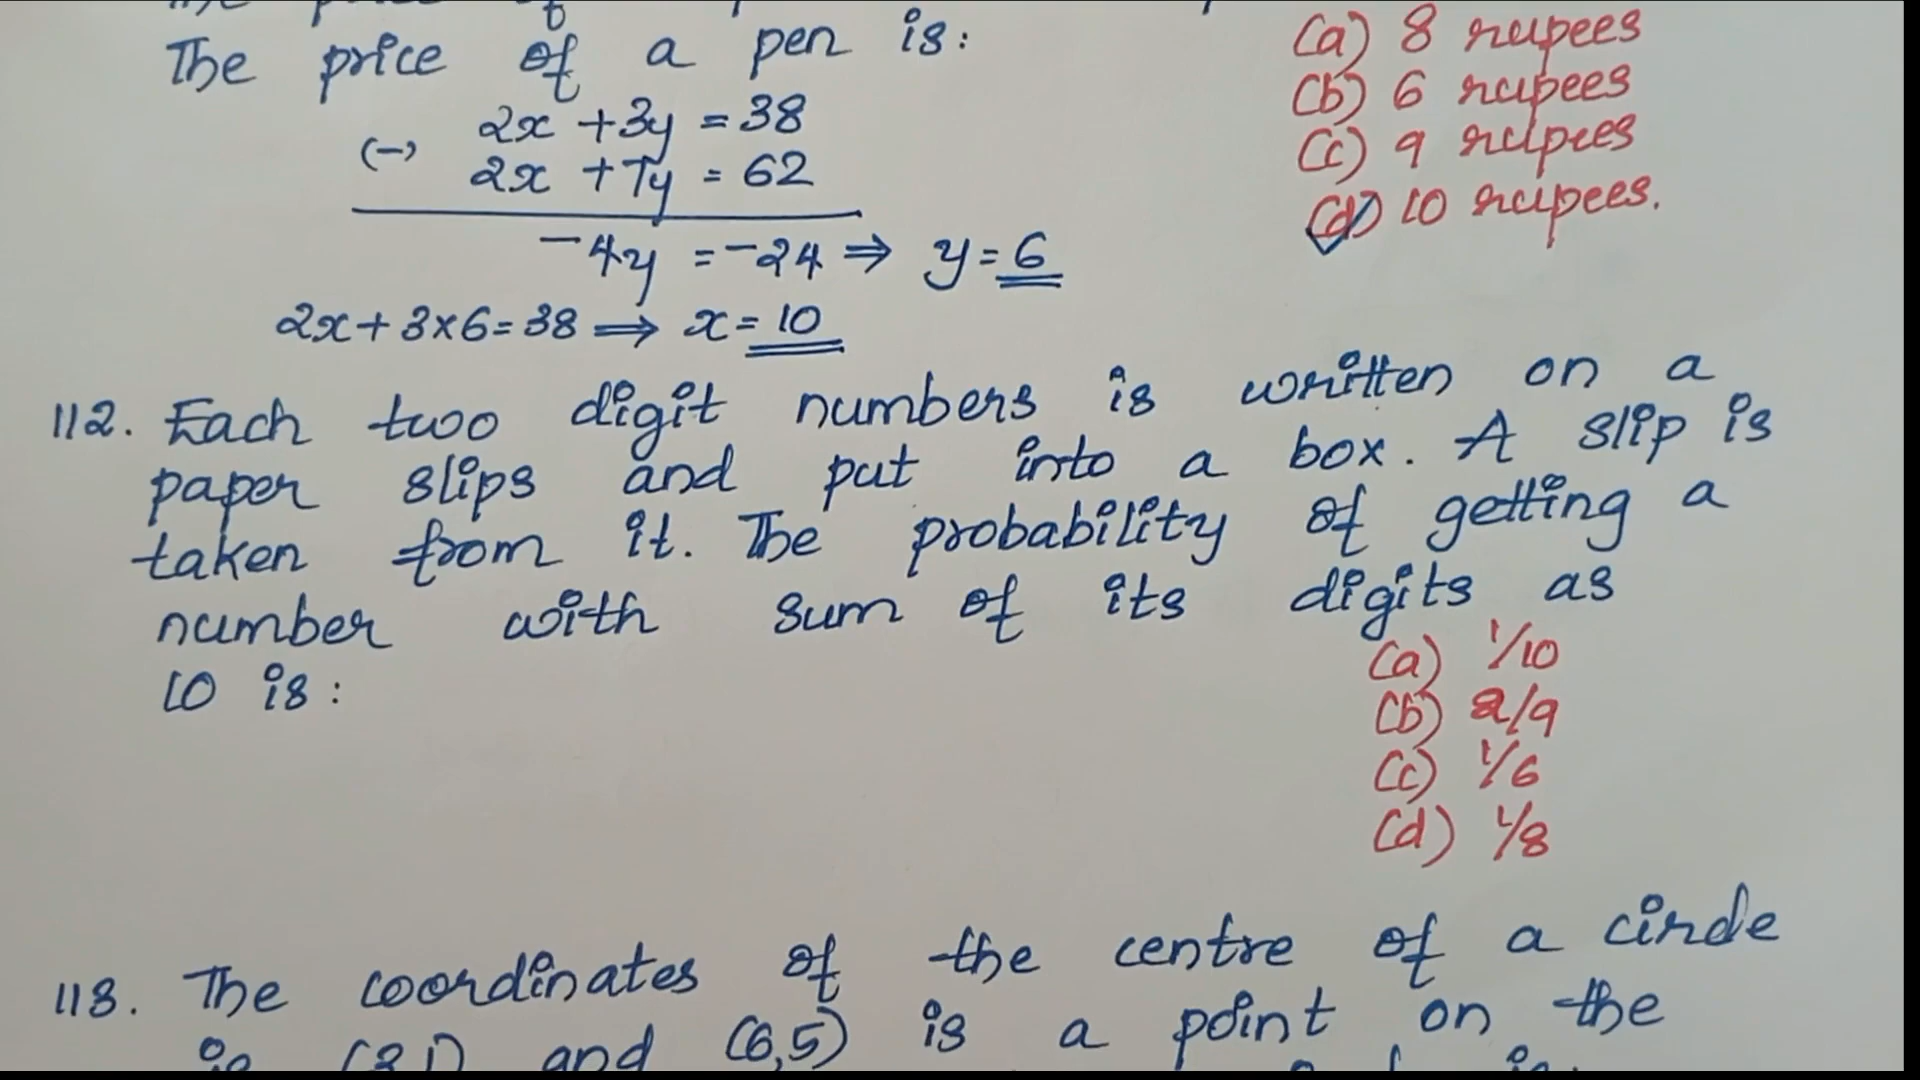 The price of a pen is:
(a) 8 rupees
(b) 6 rupees
(c) 9 rupees
(d) 10 rupees.
2x + 3y = 38
(-)
2x + 7y = 62
-4y = -24 ⇒ y = 6
2x + 3×6 = 38 ⇒ x = 10
112. Each two digit numbers is written on a
paper slips and put into a box. A slip is
taken from it. The probability of getting a
number with sum of its digits as
10 is:
(a) 1/10
(b) 2/9
(c) 1/6
(d) 1/8
113. The coordinates of the centre of a circle
is and (6,5) is a point on the